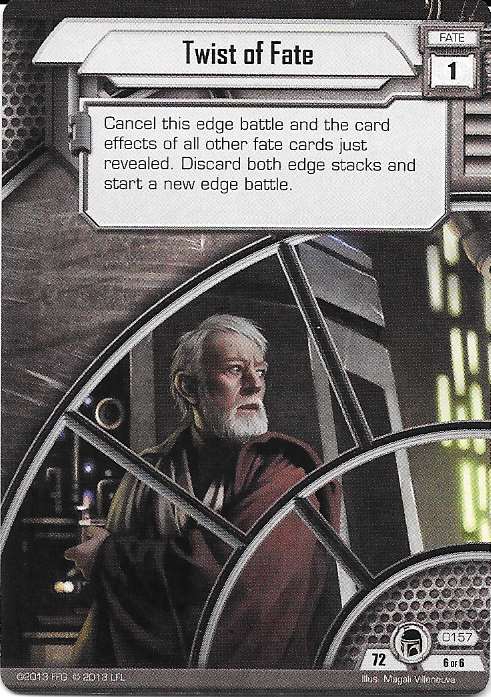 Twist of Fate
FATE
1
Cancel this edge battle and the card
effects of all other fate cards just
revealed. Discard both edge stacks and
start a new edge battle.
0157
72
6 OF 6
©2013 FFG © 2013 LFL
Illus. Magali Villeneuve